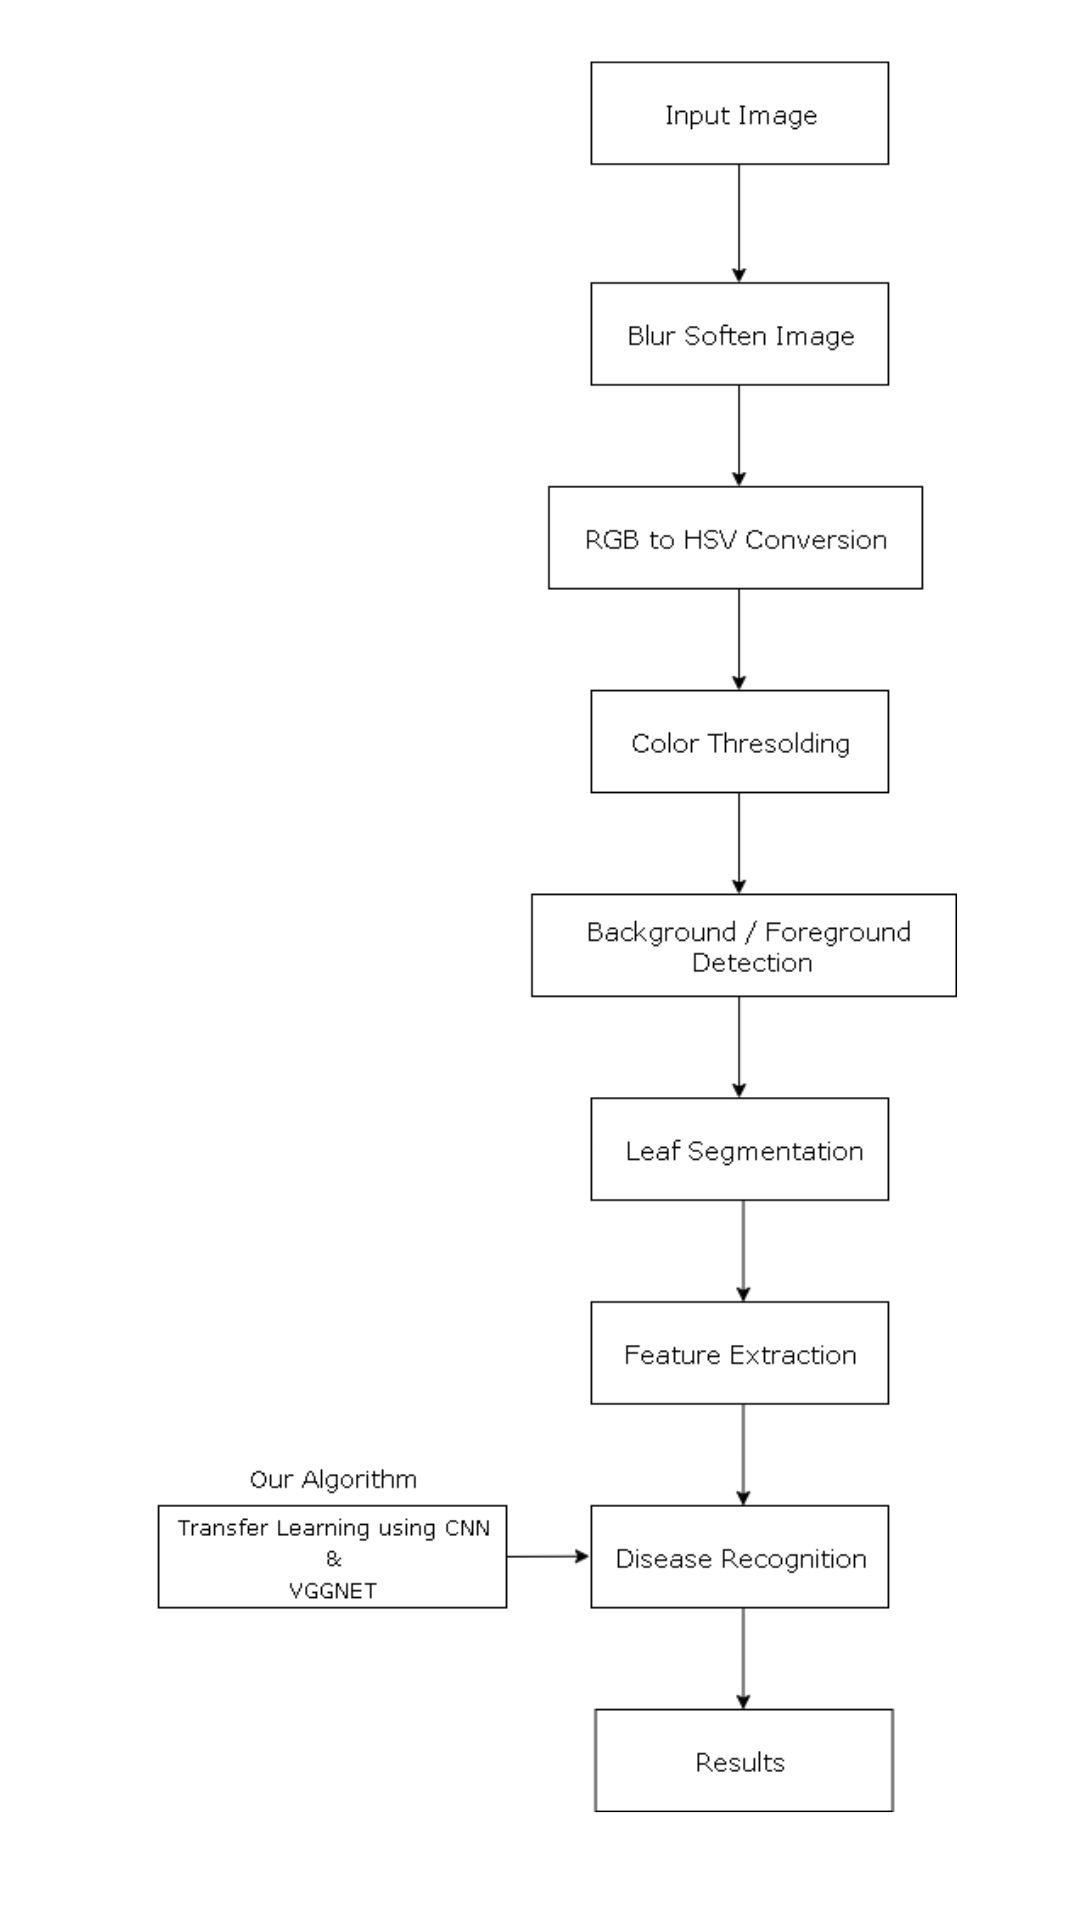 Input Image
Blur Soften Image
RGB to HSV Conversion
Color Thresolding
Background / Foreground
Detection
Leaf Segmentation
Feature Extraction
Our Algorithm
Transfer Learning using CNN
&
VGGNET
Disease Recognition
Results